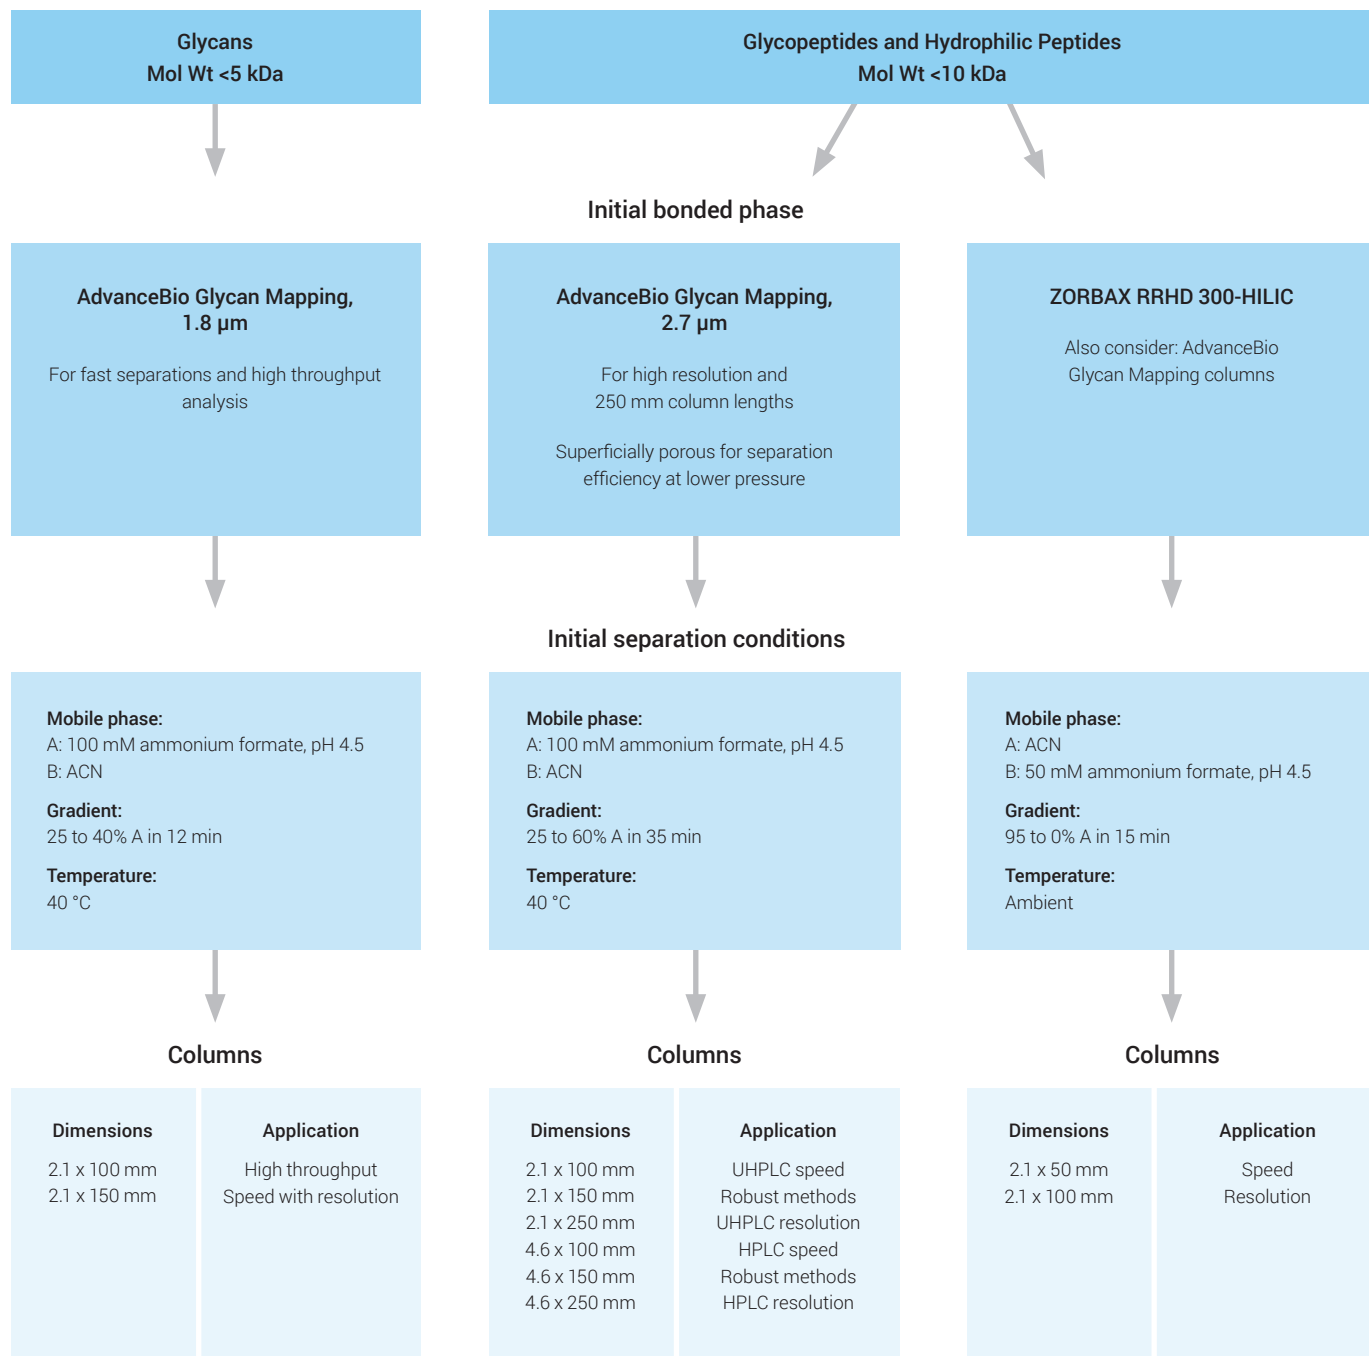 Glycans
Mol Wt <5 kDa
Glycopeptides and Hydrophilic Peptides
Mol Wt <10 kDa
Initial bonded phase
AdvanceBio Glycan Mapping,
1.8 µm
For fast separations and high throughput
analysis
AdvanceBio Glycan Mapping,
2.7 µm
For high resolution and
250 mm column lengths
Superficially porous for separation
efficiency at lower pressure
ZORBAX RRHD 300-HILIC
Also consider: AdvanceBio
Glycan Mapping columns
Initial separation conditions
Mobile phase:
A: 100 mM ammonium formate, pH 4.5
B: ACN
Gradient:
25 to 40% A in 12 min
Temperature:
40 °C
Mobile phase:
A: 100 mM ammonium formate, pH 4.5
B: ACN
Gradient:
25 to 60% A in 35 min
Temperature:
40 °C
Mobile phase:
A: ACN
B: 50 mM ammonium formate, pH 4.5
Gradient:
95 to 0% A in 15 min
Temperature:
Ambient
Columns
Dimensions Application
2.1 x 100 mm High throughput
2.1 x 150 mm Speed with resolution
Columns
Dimensions Application
2.1 x 100 mm UHPLC speed
2.1 x 150 mm Robust methods
2.1 x 250 mm UHPLC resolution
4.6 x 100 mm HPLC speed
4.6 x 150 mm Robust methods
4.6 x 250 mm HPLC resolution
Columns
Dimensions Application
2.1 x 50 mm Speed
2.1 x 100 mm Resolution